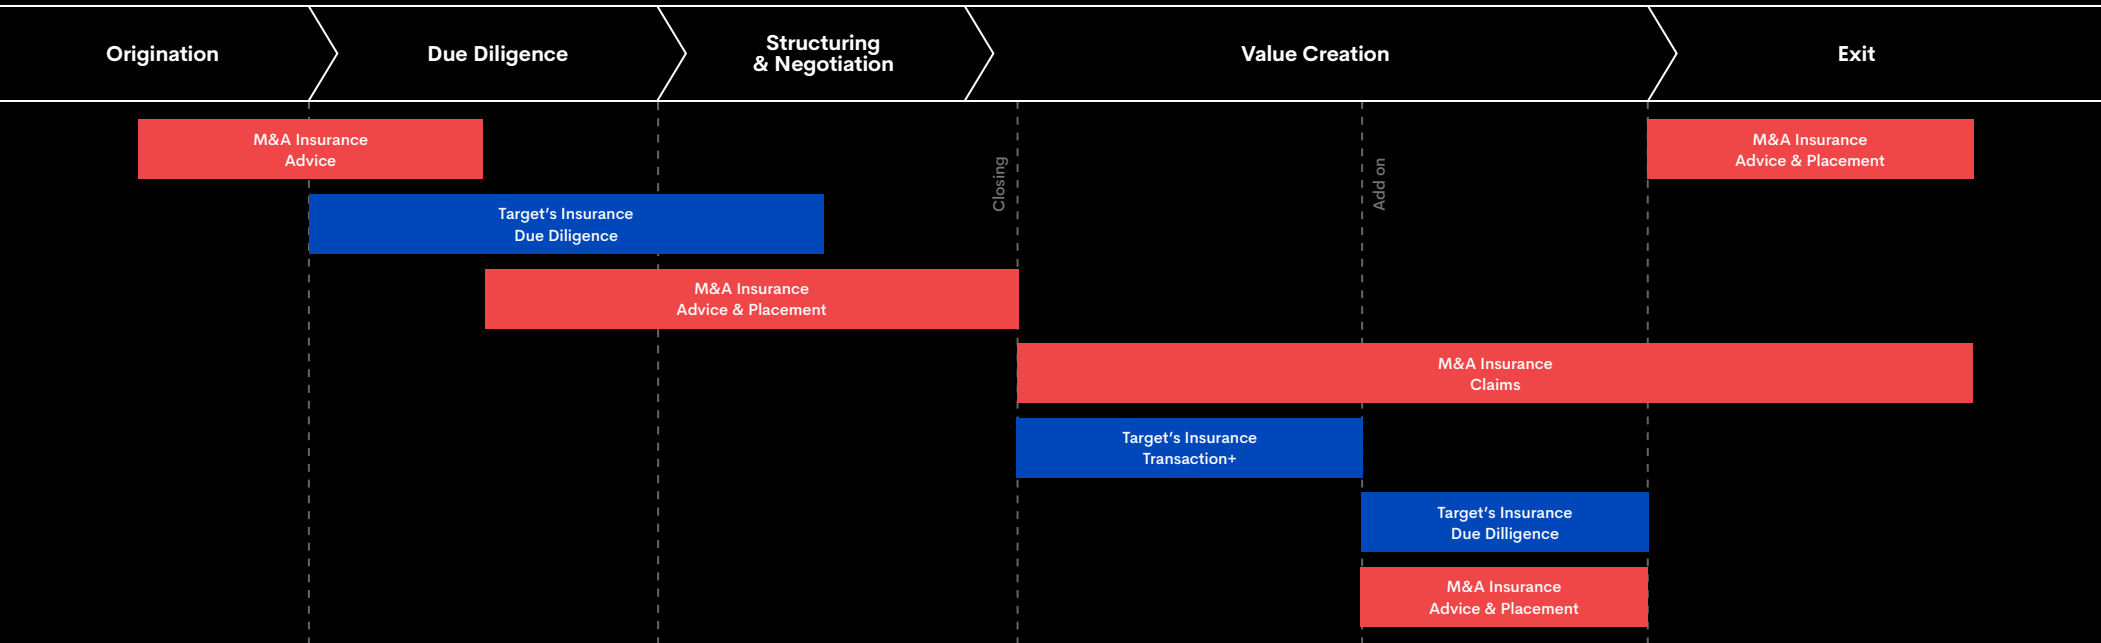 Origination
Due Diligence
Structuring
& Negotiation
Value Creation
Exit
M&A Insurance
Advice
M&A Insurance
Advice & Placement
Closing
Add on
Target’s Insurance
Due Diligence
M&A Insurance
Advice & Placement
M&A Insurance
Claims
Target’s Insurance
Transaction+
Target’s Insurance
Due Dilligence
M&A Insurance
Advice & Placement